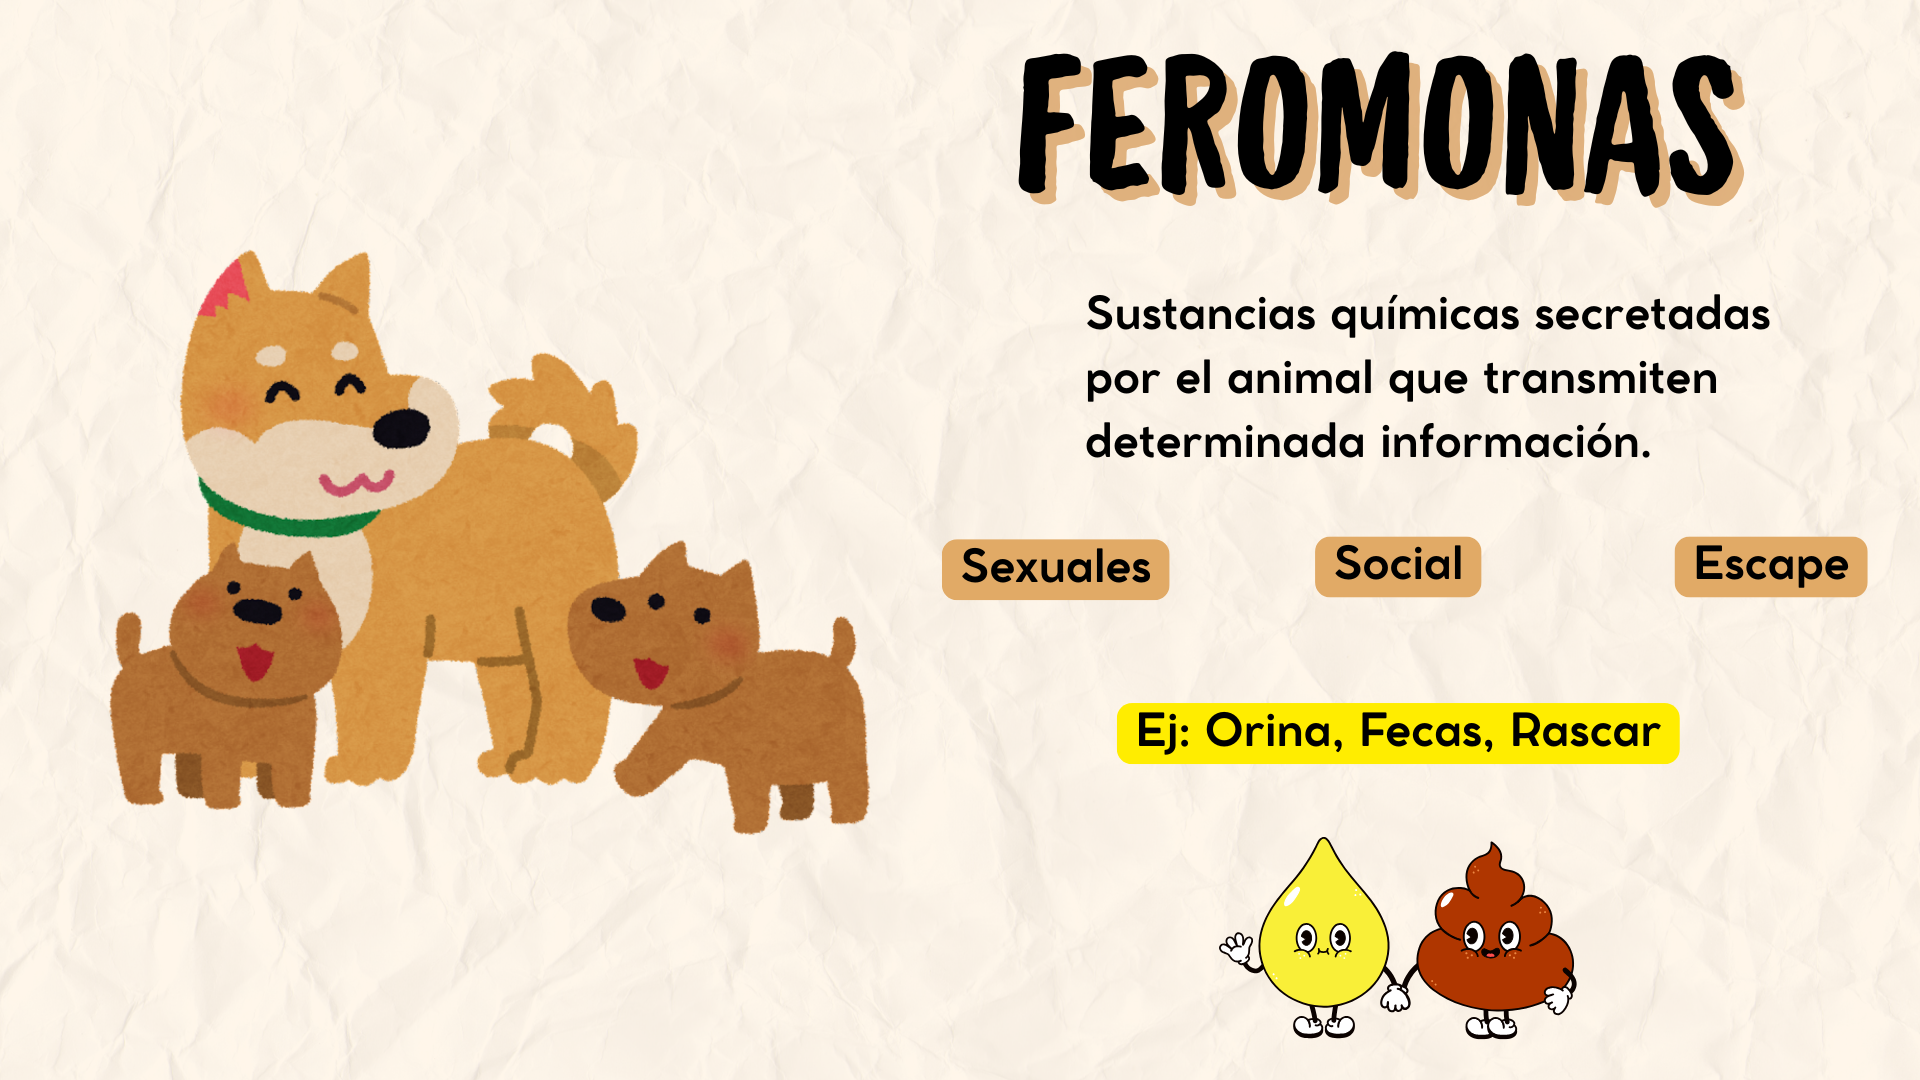 FEROMONAS
Sustancias químicas secretadas
por el animal que transmiten
determinada información.
Sexuales
Social
Escape
Ej: Orina, Fecas, Rascar